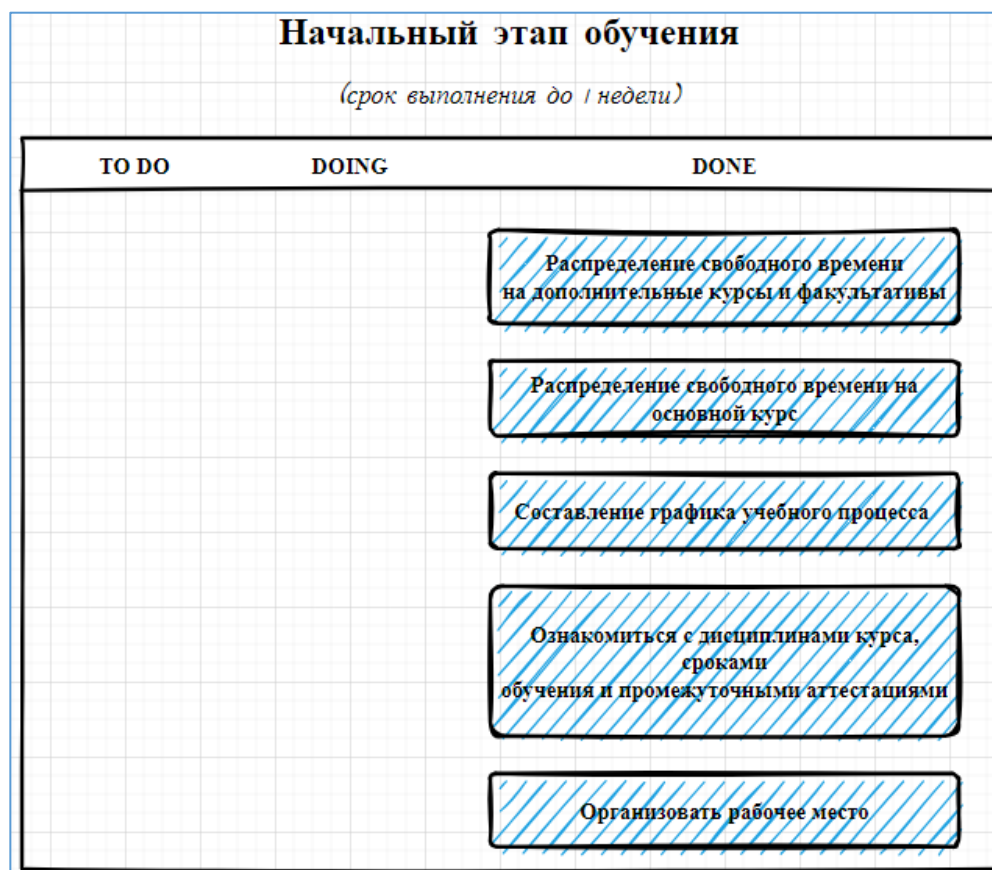 Начальный этап обучения
(срок выполнения до 1 недели)
TO DO DOING DONE
Распределение свободного времени
на дополнительные курсы и факультативы
Распределение свободного времени на
основной курс
Составление графика учебного процесса
Ознакомиться с дисциплинами курса,
сроками
обучения и промежуточными аттестациями
Организовать рабочее место